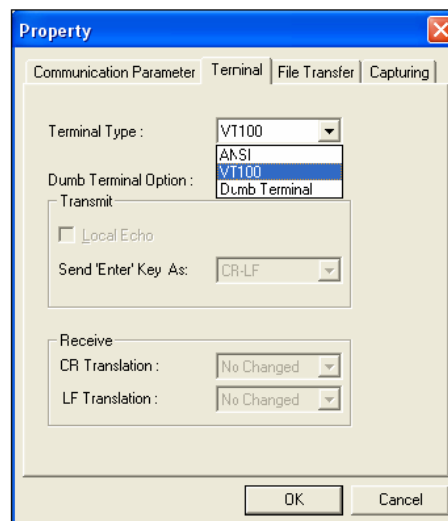 Property
Communication Parameter Terminal File Transfer Capturing
Terminal Type : VT100
ANSI
VT100
Dumb Terminal Option : Dumb Terminal
Transmit
Local Echo
Send 'Enter' Key As: CR-LF
Receive
CR Translation : No Changed
LF Translation : No Changed
OK Cancel